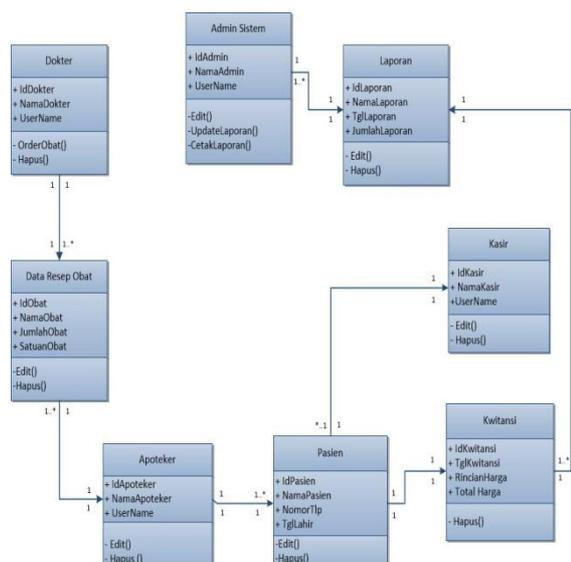 Admin Sistem
+ IdAdmin
+ NamaAdmin
+ UserName
-Edit()
-UpdateLaporan()
-CetakLaporan()
1
1..*
1
1
Laporan
+ IdLaporan
+ NamaLaporan
+ TglLaporan
+ JumlahLaporan
- Edit()
- Hapus()
1
1
Dokter
+ IdDokter
+ NamaDokter
+ UserName
- OrderObat()
- Hapus()
1 1
1 1..*
Data Resep Obat
+ IdObat
+ NamaObat
+ JumlahObat
+ SatuanObat
-Edit()
-Hapus()
1..* 1
1
1
Kasir
+ IdKasir
+ NamaKasir
+UserName
- Edit()
- Hapus()
1
1
Apoteker
+ IdApoteker
+ NamaApoteker
+ UserName
- Edit()
- Hapus ()
1
1
1..*
1
*..1 1
Pasien
+ IdPasien
+ NamaPasien
+ NomorTlp
+ TglLahir
-Edit()
-Hapus()
1
1
1
1
Kwitansi
+ IdKwitansi
+ TglKwitansi
+ RincianHarga
+ Total Harga
- Hapus()
1..*
1